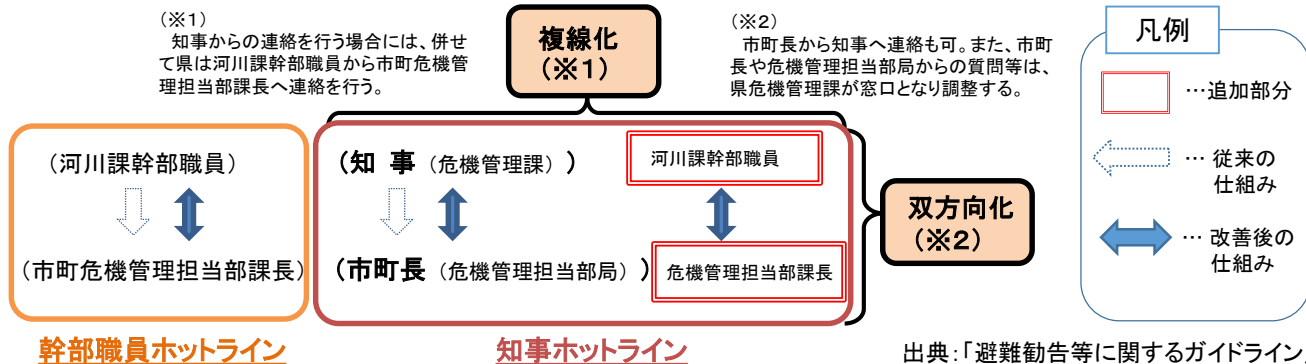 (※1)
知事からの連絡を行う場合には、併せ
て県は河川課幹部職員から市町危機管
理担当部課長へ連絡を行う。
複線化
(※1)
(※2)
市町長から知事へ連絡も可。また、市町
長や危機管理担当部局からの質問等は、
県危機管理課が窓口となり調整する。
凡例
…追加部分
… 従来の
仕組み
… 改善後の
仕組み
(河川課幹部職員)
(市町危機管理担当部課長)
幹部職員ホットライン
(知 事(危機管理課))
河川課幹部職員
(市町長(危機管理担当部局))
危機管理担当部課長
知事ホットライン
双方向化
(※2)
出典:「避難勧告等に関するガイドライン